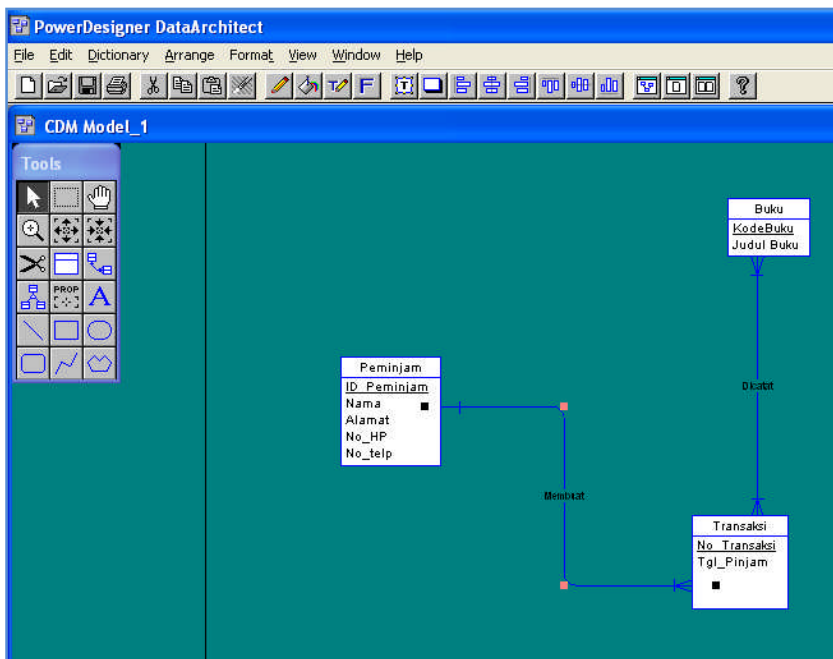 PowerDesigner DataArchitect
File Edit Dictionary Arrange Format View Window Help
CDM Model_1
Tools
PROP
A
Buku
KodeBuku
Judul Buku
Dicatat
Peminjam
ID_Peminjam
Nama
Alamat
No_HP
No_telp
Membuat
Transaksi
No_Transaksi
Tgl_Pinjam